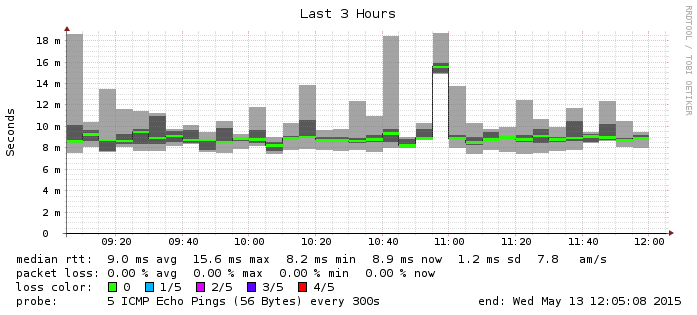 Last 3 Hours
RRDTOOL / TOBI OETIKER
Seconds
18 m
16 m
14 m
12 m
10 m
8 m
6 m
4 m
2 m
0
09:20 09:40 10:00 10:20 10:40 11:00 11:20 11:40 12:00
median rtt: 9.0 ms avg 15.6 ms max 8.2 ms min 8.9 ms now 1.2 ms sd 7.8 am/s
packet loss: 0.00 % avg 0.00 % max 0.00 % min 0.00 % now
loss color: 0 1/5 2/5 3/5 4/5
probe: 5 ICMP Echo Pings (56 Bytes) every 300s end: Wed May 13 12:05:08 2015